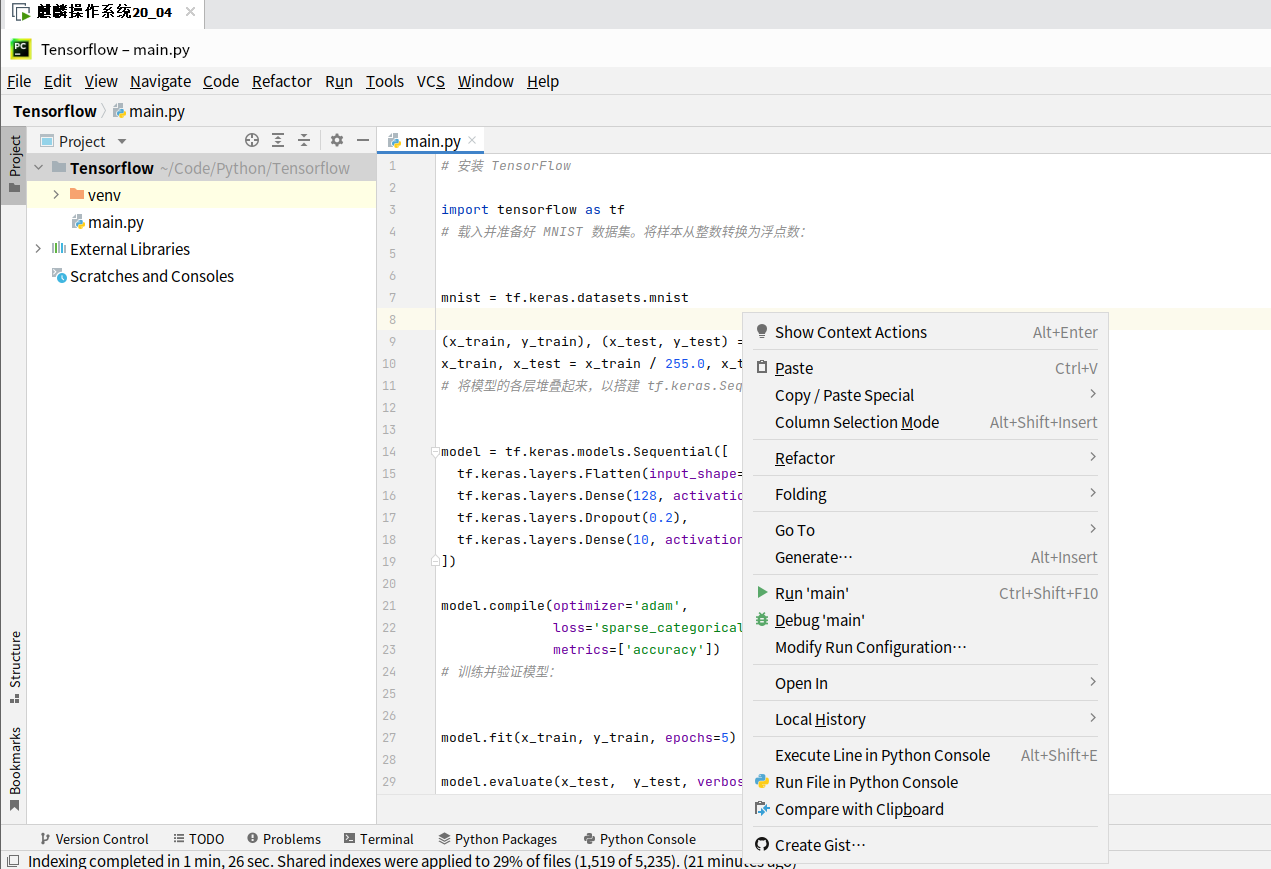 麒麟操作系统20_04
PC Tensorflow – main.py
File Edit View Navigate Code Refactor Run Tools VCS Window Help
Tensorflow main.py
Project
Project
main.py
Tensorflow ~/Code/Python/Tensorflow
venv
main.py
External Libraries
Scratches and Consoles
Structure
Bookmarks
1 # 安装 TensorFlow
2
3 import tensorflow as tf
4 # 载入并准备好 MNIST 数据集。将样本从整数转换为浮点数：
5
6
7 mnist = tf.keras.datasets.mnist
8
9 (x_train, y_train), (x_test, y_test) =
10 x_train, x_test = x_train / 255.0, x_t
11 # 将模型的各层堆叠起来，以搭建 tf.keras.Seq
12
13
14 model = tf.keras.models.Sequential([
15 tf.keras.layers.Flatten(input_shape=
16 tf.keras.layers.Dense(128, activatio
17 tf.keras.layers.Dropout(0.2),
18 tf.keras.layers.Dense(10, activation
19 ])
20
21 model.compile(optimizer='adam',
22 loss='sparse_categorical
23 metrics=['accuracy'])
24 # 训练并验证模型：
25
26
27 model.fit(x_train, y_train, epochs=5)
28
29 model.evaluate(x_test,  y_test, verbos
Show Context Actions Alt+Enter
Paste Ctrl+V
Copy / Paste Special
Column Selection Mode Alt+Shift+Insert
Refactor
Folding
Go To
Generate⋯ Alt+Insert
Run 'main' Ctrl+Shift+F10
Debug 'main'
Modify Run Configuration⋯
Open In
Local History
Execute Line in Python Console Alt+Shift+E
Run File in Python Console
Compare with Clipboard
Create Gist⋯
Version Control TODO Problems Terminal Python Packages Python Console
Indexing completed in 1 min, 26 sec. Shared indexes were applied to 29% of files (1,519 of 5,235). (21 minutes ago)